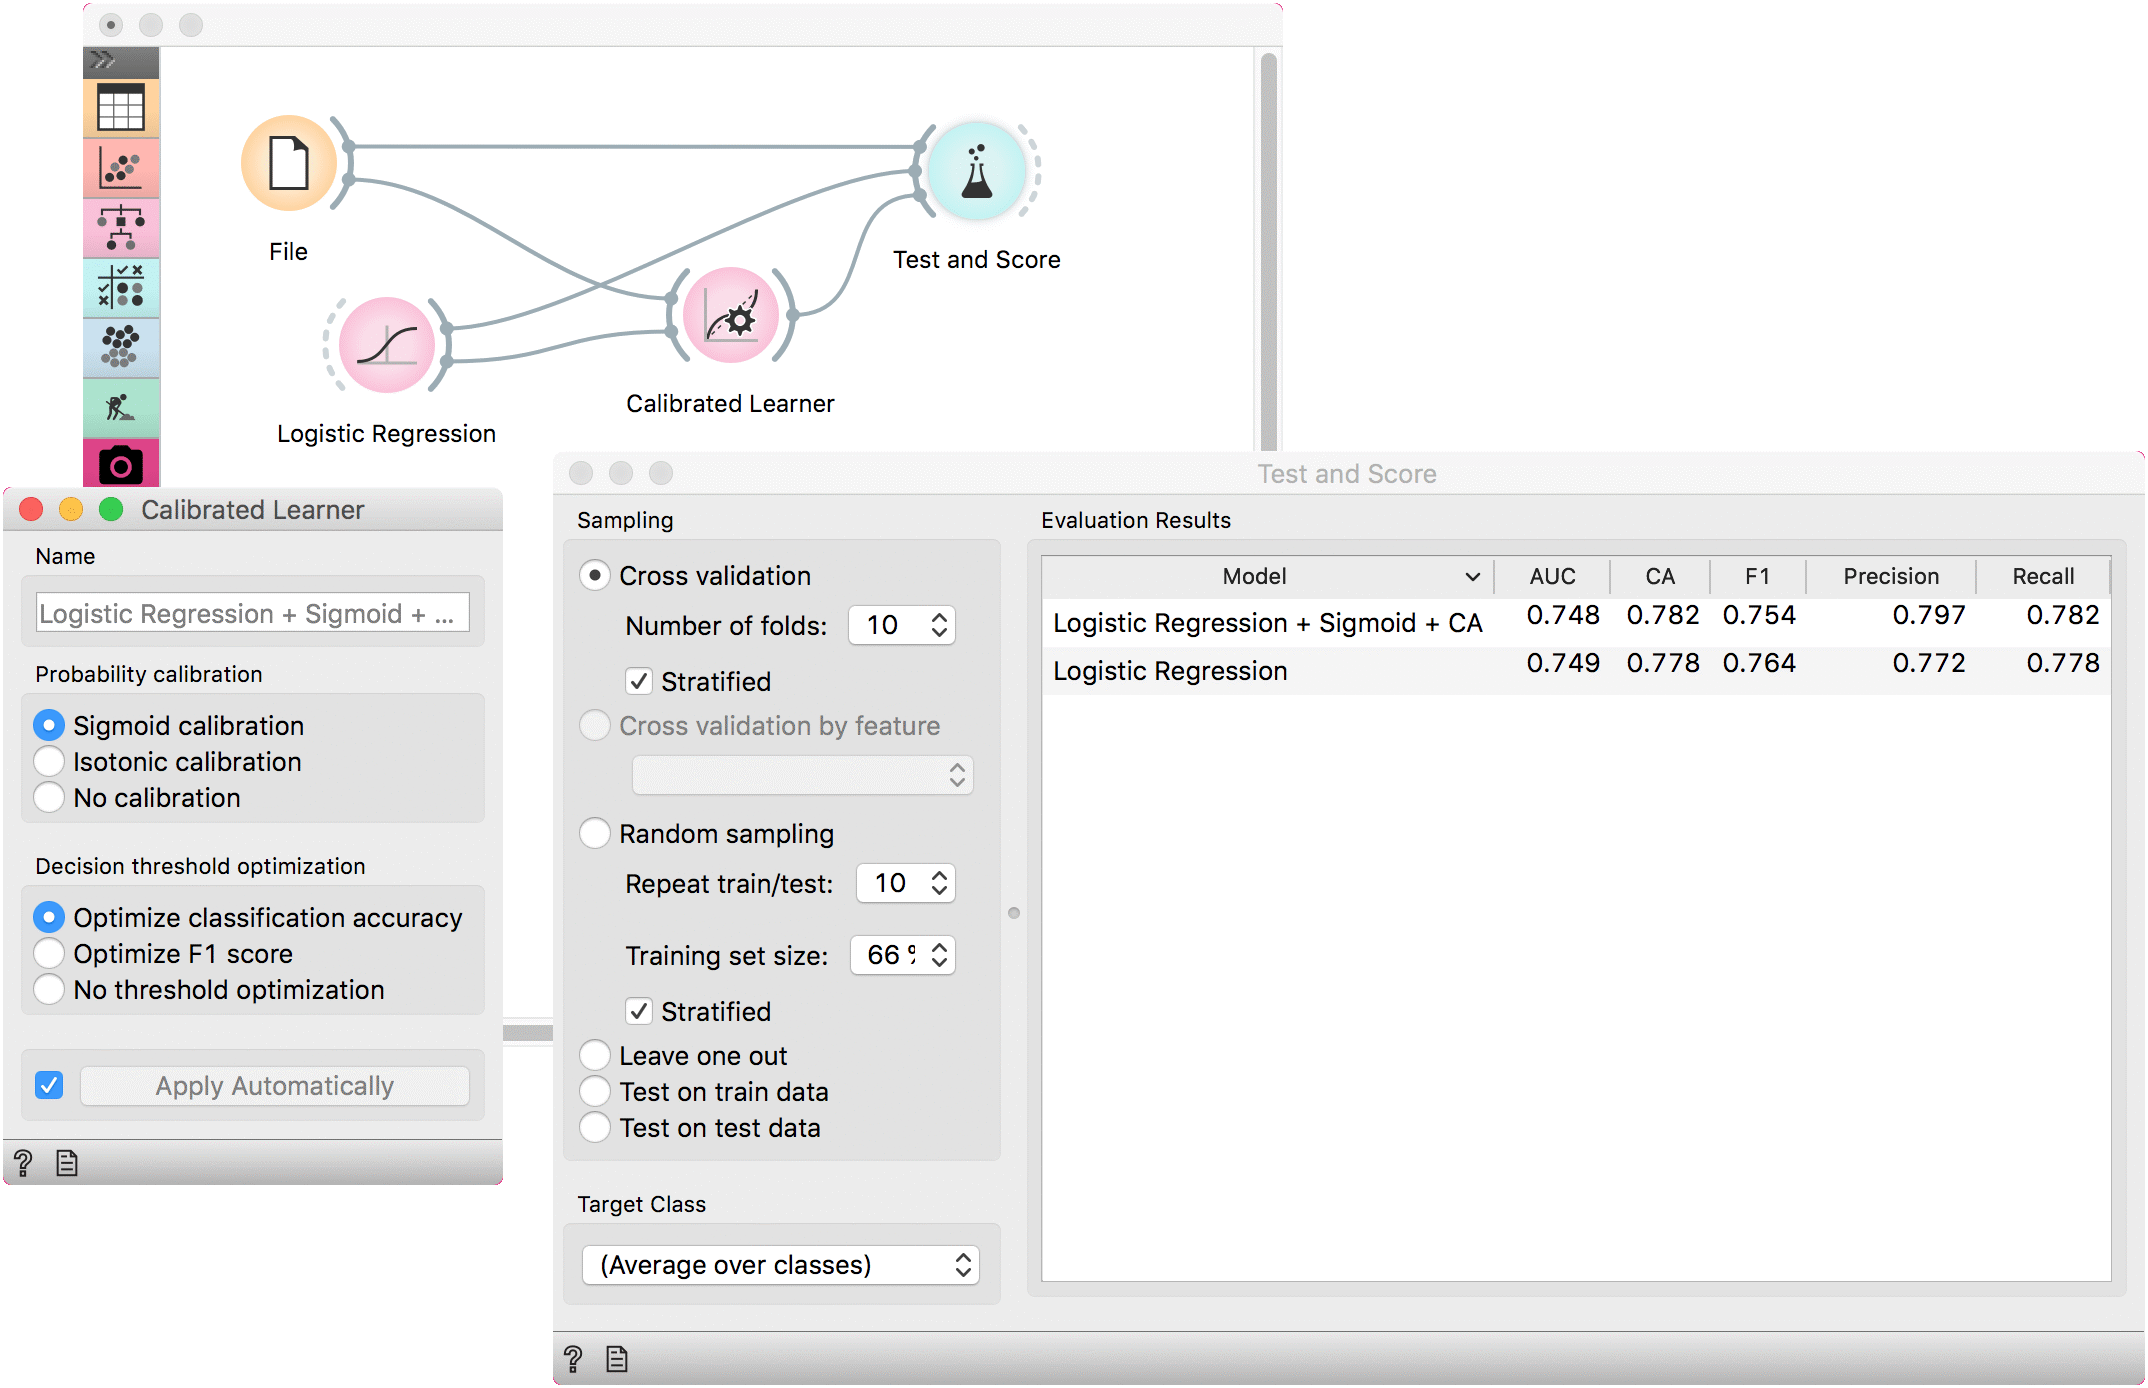 File
Test and Score
Calibrated Learner
Logistic Regression
Calibrated Learner
Name
Logistic Regression + Sigmoid + ...
Probability calibration
Sigmoid calibration
Isotonic calibration
No calibration
Decision threshold optimization
Optimize classification accuracy
Optimize F1 score
No threshold optimization
Apply Automatically
?
Test and Score
Sampling
Cross validation
Number of folds: 10
Stratified
Cross validation by feature
Random sampling
Repeat train/test: 10
Training set size: 66 %
Stratified
Leave one out
Test on train data
Test on test data
Target Class
(Average over classes)
Evaluation Results
Model AUC CA F1 Precision Recall
Logistic Regression + Sigmoid + CA 0.748 0.782 0.754 0.797 0.782
Logistic Regression 0.749 0.778 0.764 0.772 0.778
?